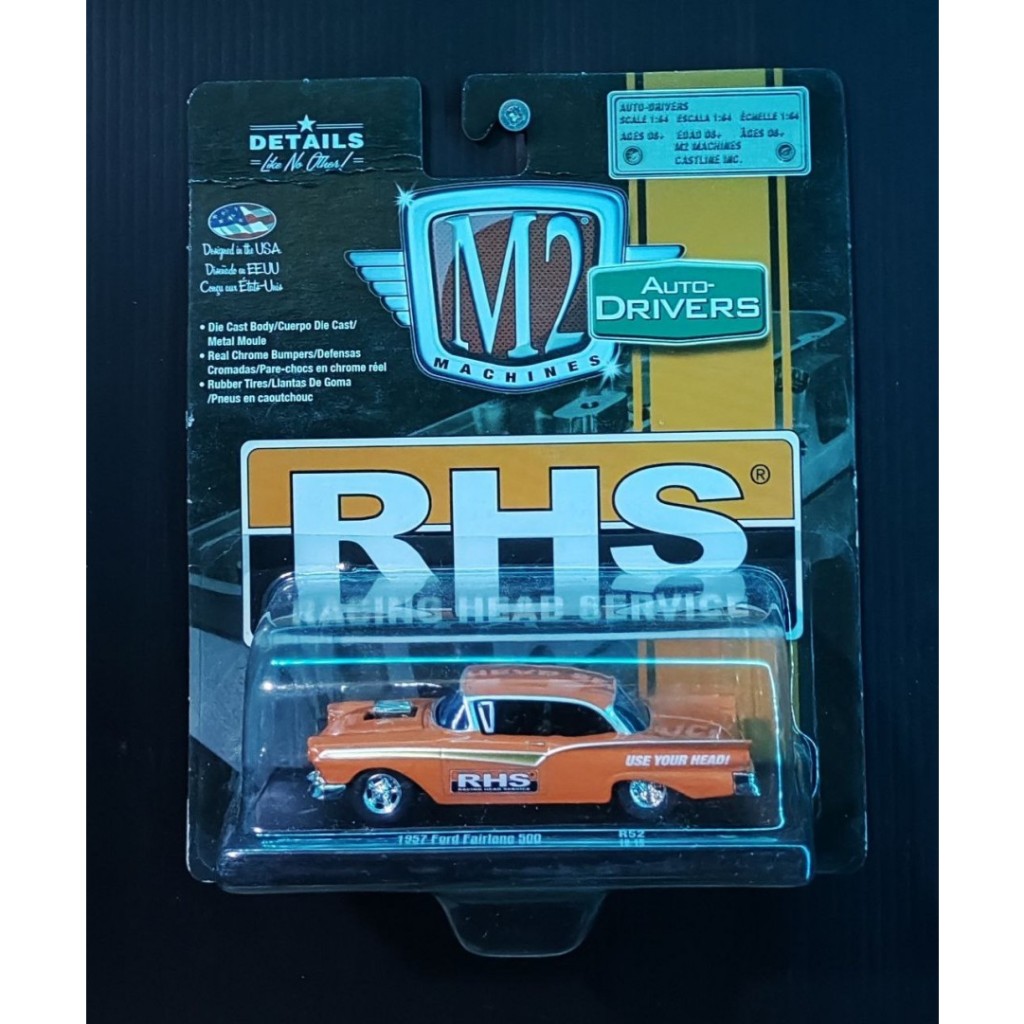 DETAILS
Like No Other!
AUTO-DRIVERS
SCALE 1:64 ESCALA 1:64 ÉCHELLE 1:64
AGES 08+ EDAD 08+ ÂGES 08+
M2 MACHINES
CASTLINE INC.
Designed in the USA
Diseñado en EEUU
Conçu aux États-Unis
M2
MACHINES
AUTO-
DRIVERS
• Die Cast Body/Cuerpo Die Cast/
Metal Moule
• Real Chrome Bumpers/Defensas
Cromadas/Pare-chocs en chrome réel
• Rubber Tires/Llantas De Goma
/Pneus en caoutchouc
RHS®
RACING HEAD SERVICE
USE YOUR HEAD!
RHS
RACING HEAD SERVICE
1957 Ford Fairlane 500
R52